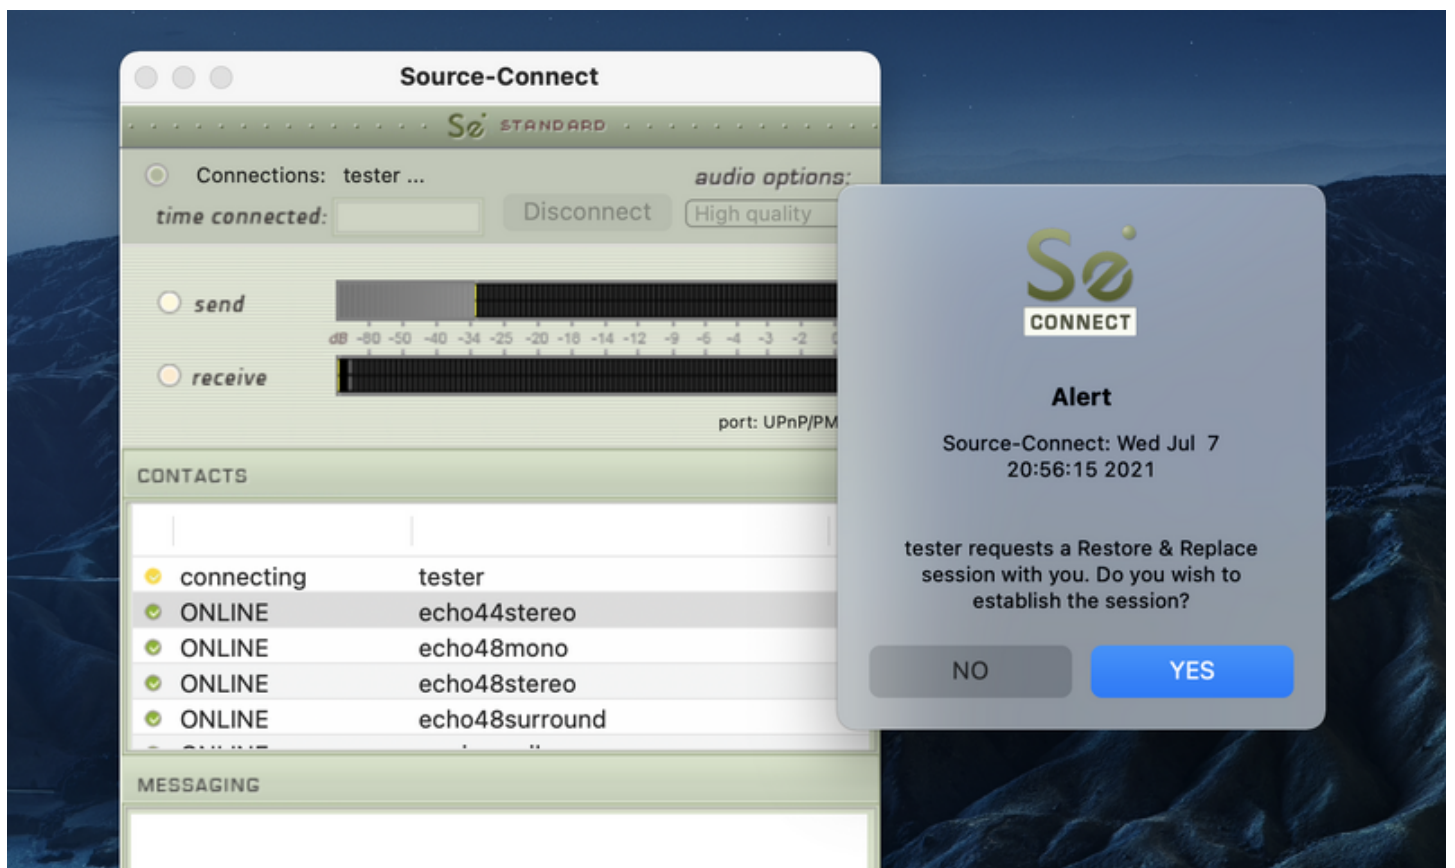 Source-Connect
Se STANDARD
Connections: tester ...
audio options:
time connected:
Disconnect
High quality
send
dB -80 -50 -40 -34 -25 -20 -16 -14 -12 -9 -6 -4 -3 -2
receive
port: UPnP/PM
CONTACTS
connecting tester
ONLINE echo44stereo
ONLINE echo48mono
ONLINE echo48stereo
ONLINE echo48surround
MESSAGING
Se
CONNECT
Alert
Source-Connect: Wed Jul 7
20:56:15 2021
tester requests a Restore & Replace
session with you. Do you wish to
establish the session?
NO
YES